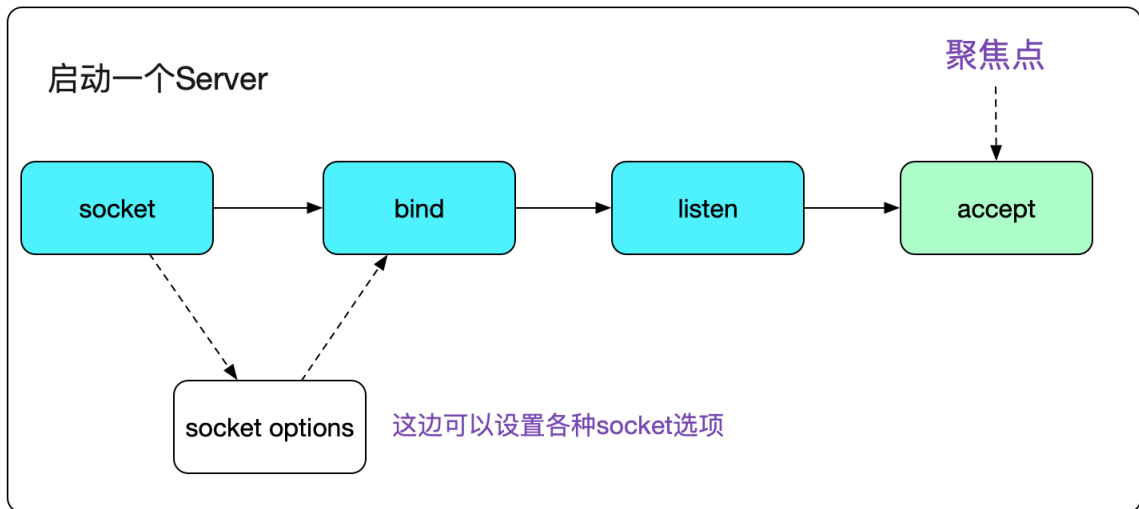 聚焦点
启动一个Server
socket
bind
listen
accept
socket options
这边可以设置各种socket选项